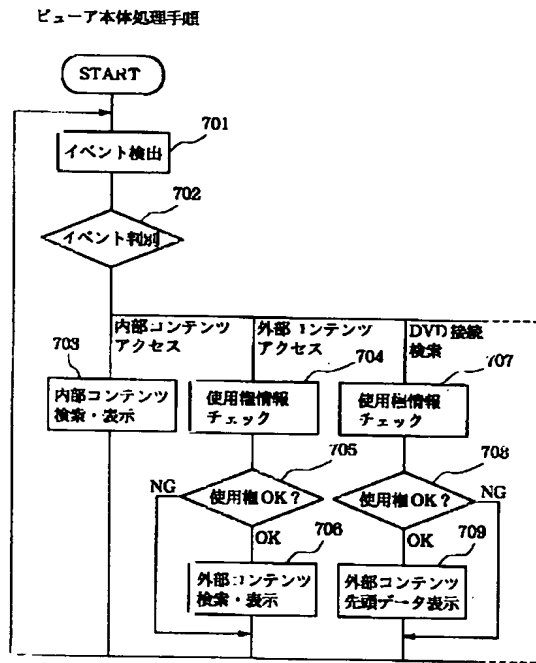 ビューア本体処理手順
START
701
イベント検出
702
イベント判別
内部コンテンツ
アクセス
外部コンテンツ
アクセス
DVD接続
検索
703
内部コンテンツ
検索・表示
704
使用権情報
チェック
707
使用権情報
チェック
705
使用権OK?
NG
OK
708
使用権OK?
NG
OK
706
外部コンテンツ
検索・表示
709
外部コンテンツ
先頭データ表示